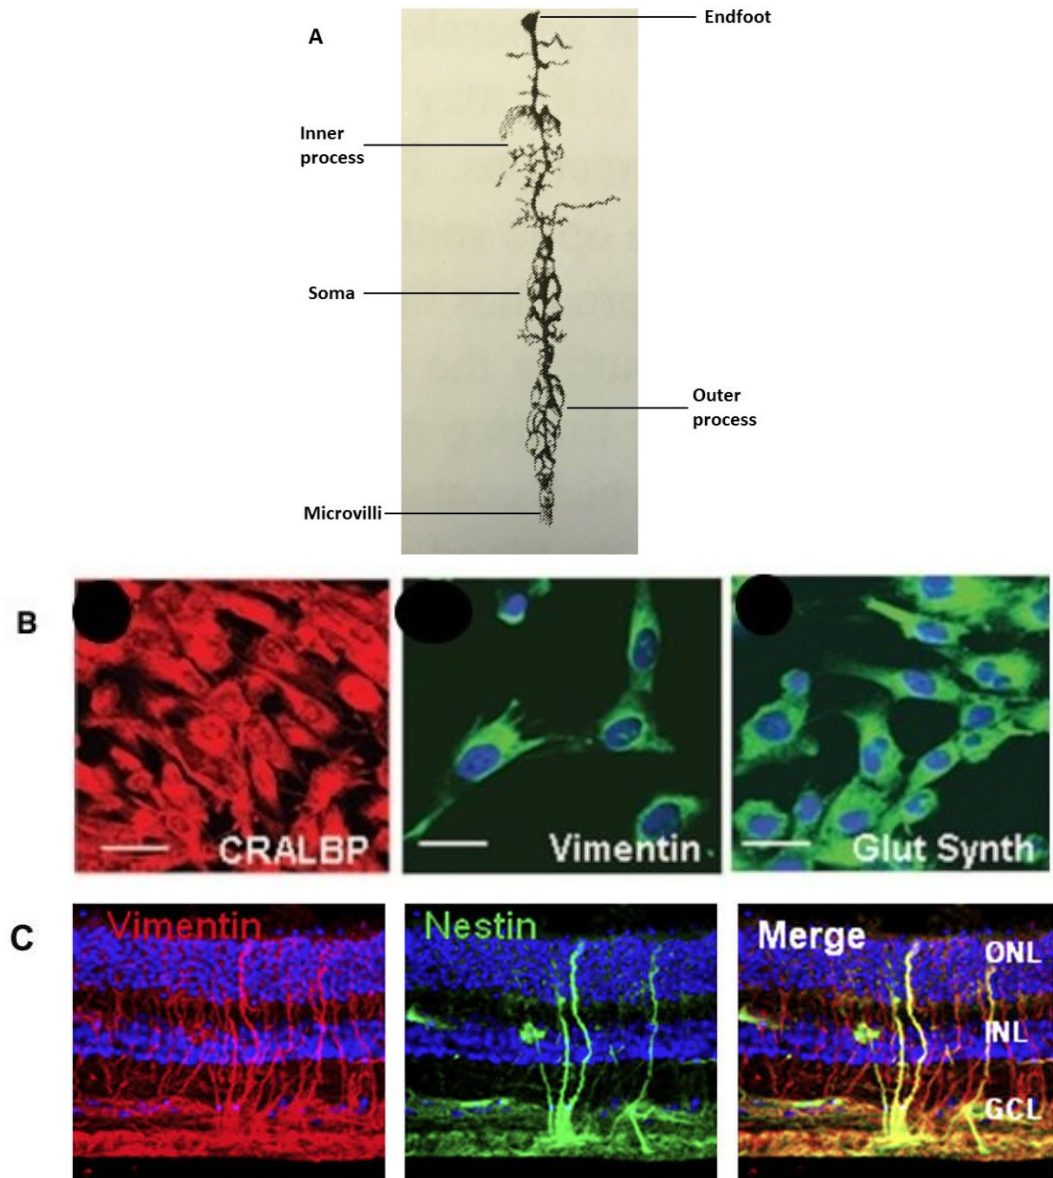 A
Endfoot
Inner
process
Soma
Outer
process
Microvilli
B
CRALBP
Vimentin
Glut Synth
C
Vimentin
Nestin
Merge
ONL
INL
GCL